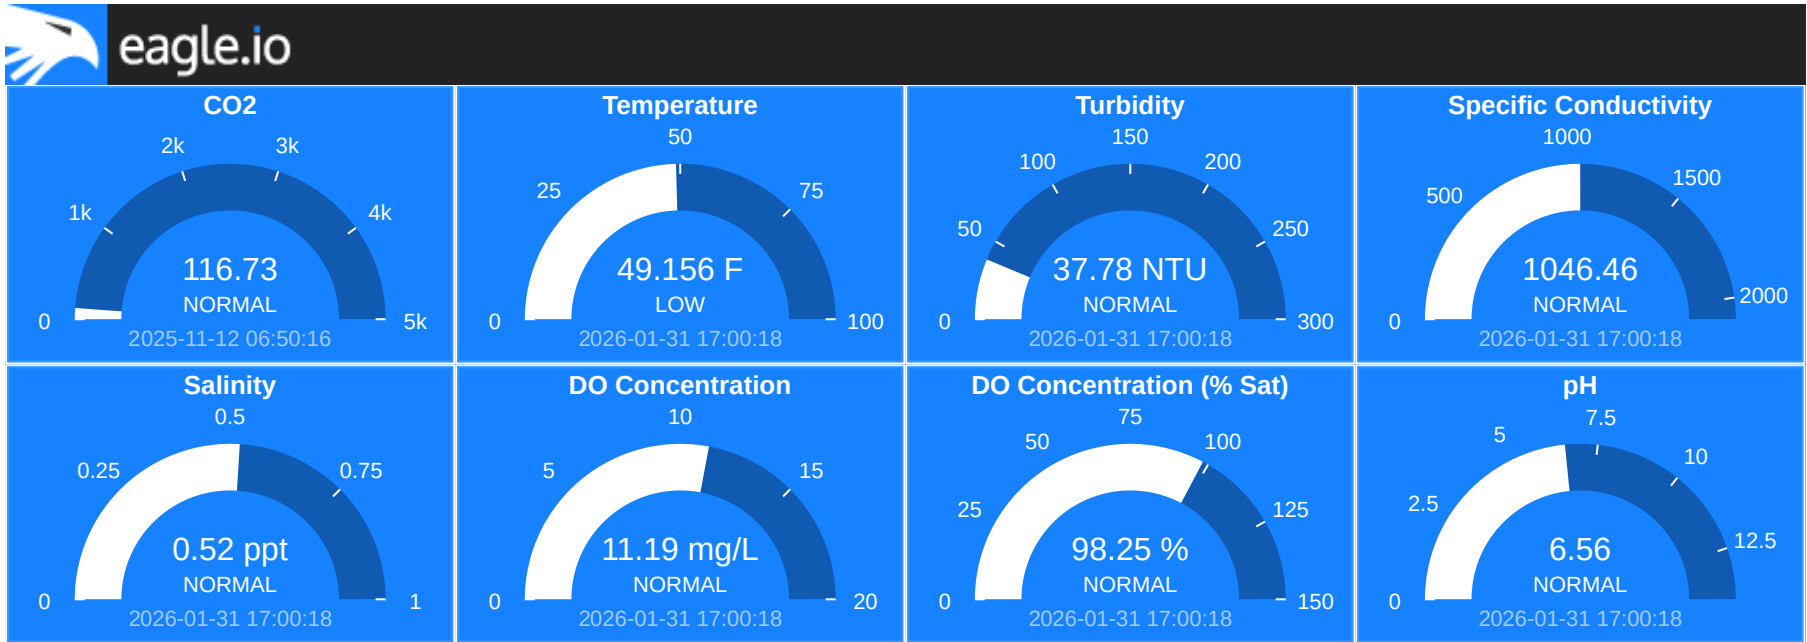 eagle.io
CO2
0
1k
2k
3k
4k
5k
116.73
NORMAL
2025-11-12 06:50:16
Temperature
0
25
50
75
100
49.156 F
LOW
2026-01-31 17:00:18
Turbidity
0
50
100
150
200
250
300
37.78 NTU
NORMAL
2026-01-31 17:00:18
Specific Conductivity
0
500
1000
1500
2000
1046.46
NORMAL
2026-01-31 17:00:18
Salinity
0
0.25
0.5
0.75
1
0.52 ppt
NORMAL
2026-01-31 17:00:18
DO Concentration
0
5
10
15
20
11.19 mg/L
NORMAL
2026-01-31 17:00:18
DO Concentration (% Sat)
0
25
50
75
100
125
150
98.25 %
NORMAL
2026-01-31 17:00:18
pH
0
2.5
5
7.5
10
12.5
6.56
NORMAL
2026-01-31 17:00:18